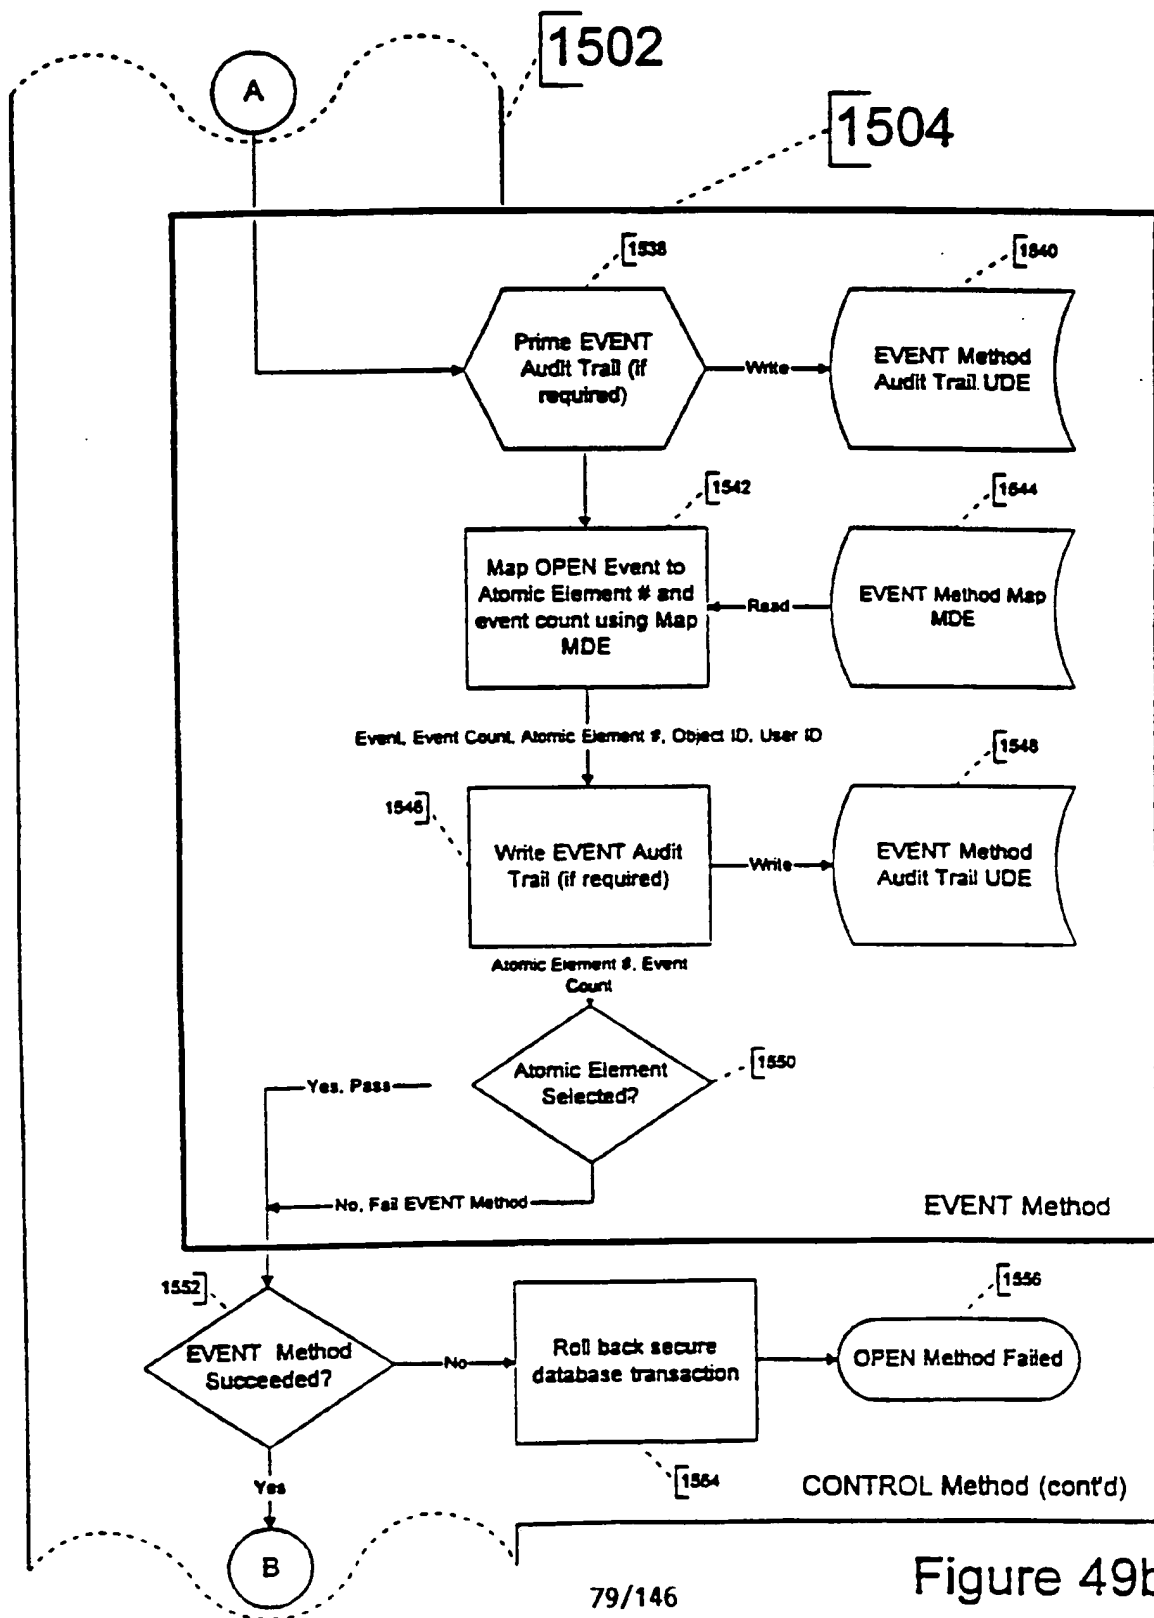 1502
A
1504
1538
1540
Prime EVENT
Audit Trail (if
required)
Write
EVENT Method
Audit Trail UDE
1542
1544
Map OPEN Event to
Atomic Element # and
event count using Map
MDE
Read
EVENT Method Map
MDE
Event, Event Count, Atomic Element #, Object ID, User ID
1546
1548
Write EVENT Audit
Trail (if required)
Write
EVENT Method
Audit Trail UDE
Atomic Element #, Event
Count
1550
Atomic Element
Selected?
Yes, Pass
No, Fail EVENT Method
EVENT Method
1552
1556
EVENT Method
Succeeded?
No
Roll back secure
database transaction
OPEN Method Failed
1554
Yes
CONTROL Method (cont'd)
B
79/146
Figure 49b